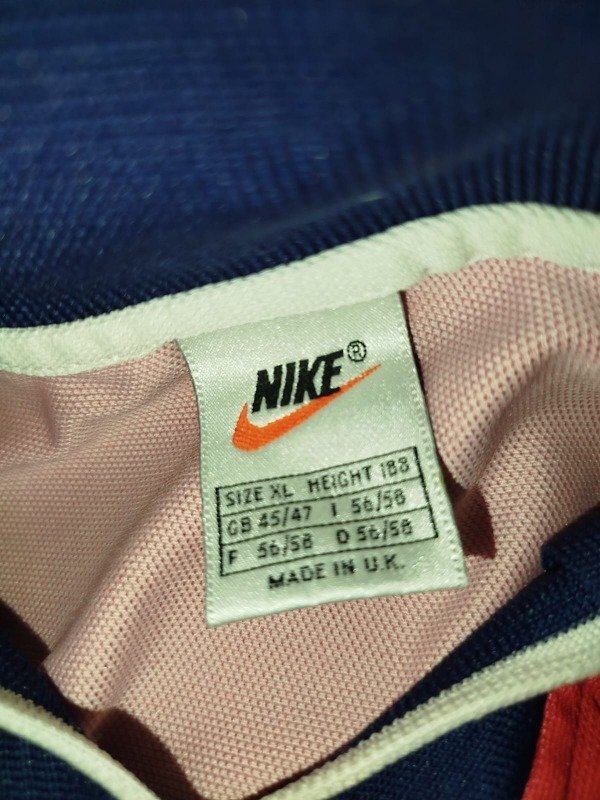 NIKE®
SIZE XL HEIGHT 188
GB 45/47 I 56/58
F 56/58 D 56/58
MADE IN U.K.